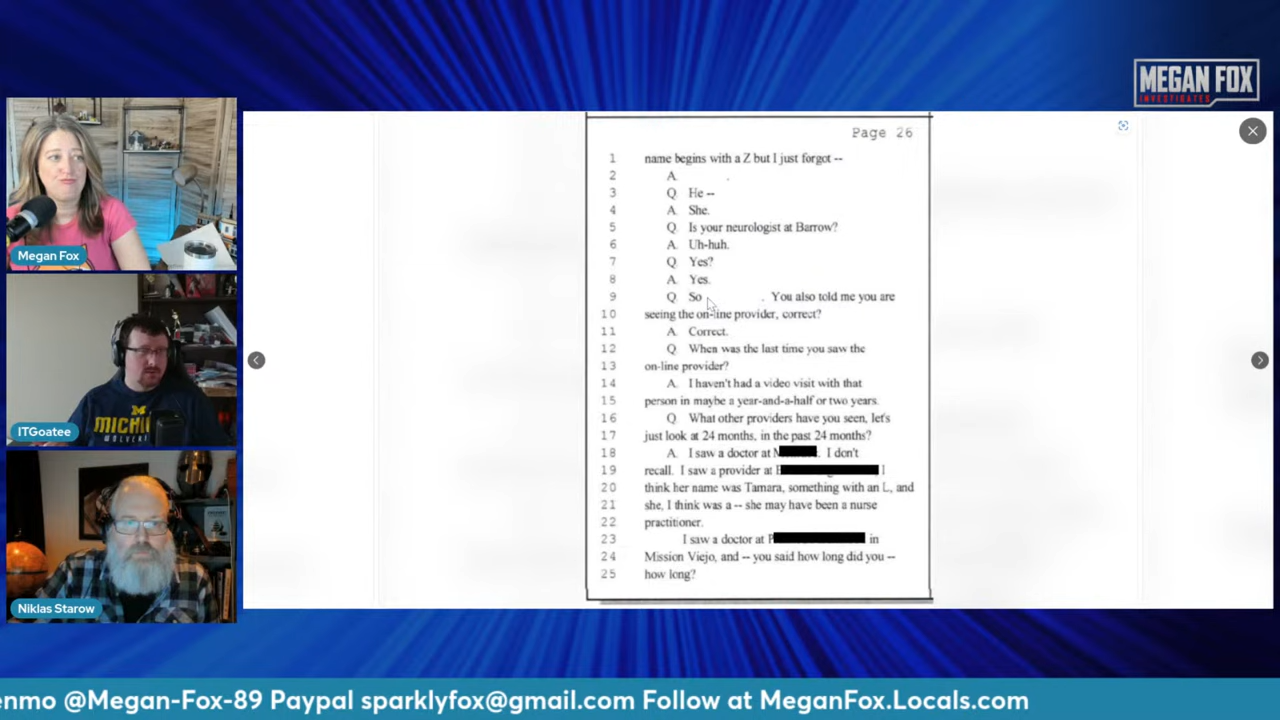 MEGAN FOX
INVESTIGATES
Megan Fox
MICHI
WOLVERI
ITGoatee
Niklas Starow
Page 26
1 name begins with a Z but I just forgot --
2 A. .
3 Q. He --
4 A. She.
5 Q. Is your neurologist at Barrow?
6 A. Uh-huh.
7 Q. Yes?
8 A. Yes.
9 Q. So . You also told me you are
10 seeing the on-line provider, correct?
11 A. Correct.
12 Q. When was the last time you saw the
13 on-line provider?
14 A. I haven't had a video visit with that
15 person in maybe a year-and-a-half or two years.
16 Q. What other providers have you seen, let's
17 just look at 24 months, in the past 24 months?
18 A. I saw a doctor at M . I don't
19 recall. I saw a provider at I
20 think her name was Tamara, something with an L, and
21 she, I think was a -- she may have been a nurse
22 practitioner.
23 I saw a doctor at P in
24 Mission Viejo, and -- you said how long did you --
25 how long?
enmo @Megan-Fox-89 Paypal sparklyfox@gmail.com Follow at MeganFox.Locals.com